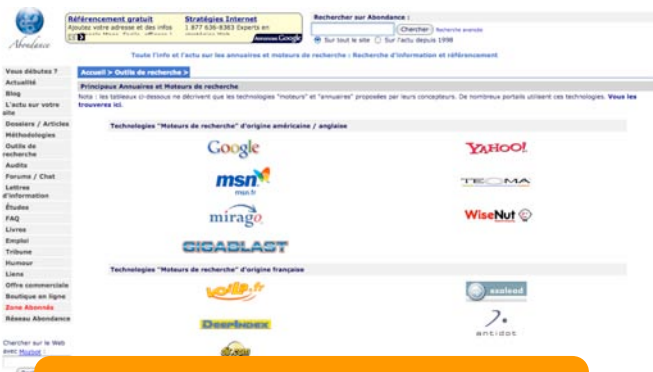 Abondance
Référencement gratuit
Ajoutez votre adresse et des infos
Stratégies Internet
1 877 636-8383 Experts en
Annonces Google
Rechercher sur Abondance :
Chercher
Recherche avancée
Sur tout le site
Sur l'actu depuis 1998
Toute l'info et l'actu sur les annuaires et moteurs de recherche : Recherche d'information et référencement
Vous débutez ?
Actualité
Blog
L'actu sur votre
site
Dossiers / Articles
Méthodologies
Outils de
recherche
Audits
Forums / Chat
Lettres
d'information
Études
FAQ
Livres
Emploi
Tribune
Humour
Liens
Offre commerciale
Boutique en ligne
Zone Abonnés
Réseau Abondance
Chercher sur le Web
avec Mozbot :
Accueil > Outils de recherche >
Principaux Annuaires et Moteurs de recherche
Nota : les tableaux ci-dessous ne décrivent que les technologies "moteurs" et "annuaires" proposées par leurs concepteurs. De nombreux portails utilisent ces technologies. Vous les
trouverez ici.
Technologies "Moteurs de recherche" d'origine américaine / anglaise
Google
YAHOO!
msn
msn.fr
TEOMA
mirago
WiseNut
GIGABLAST
Technologies "Moteurs de recherche" d'origine française
voila.fr
exalead
DeepIndex
antidot
dir.com